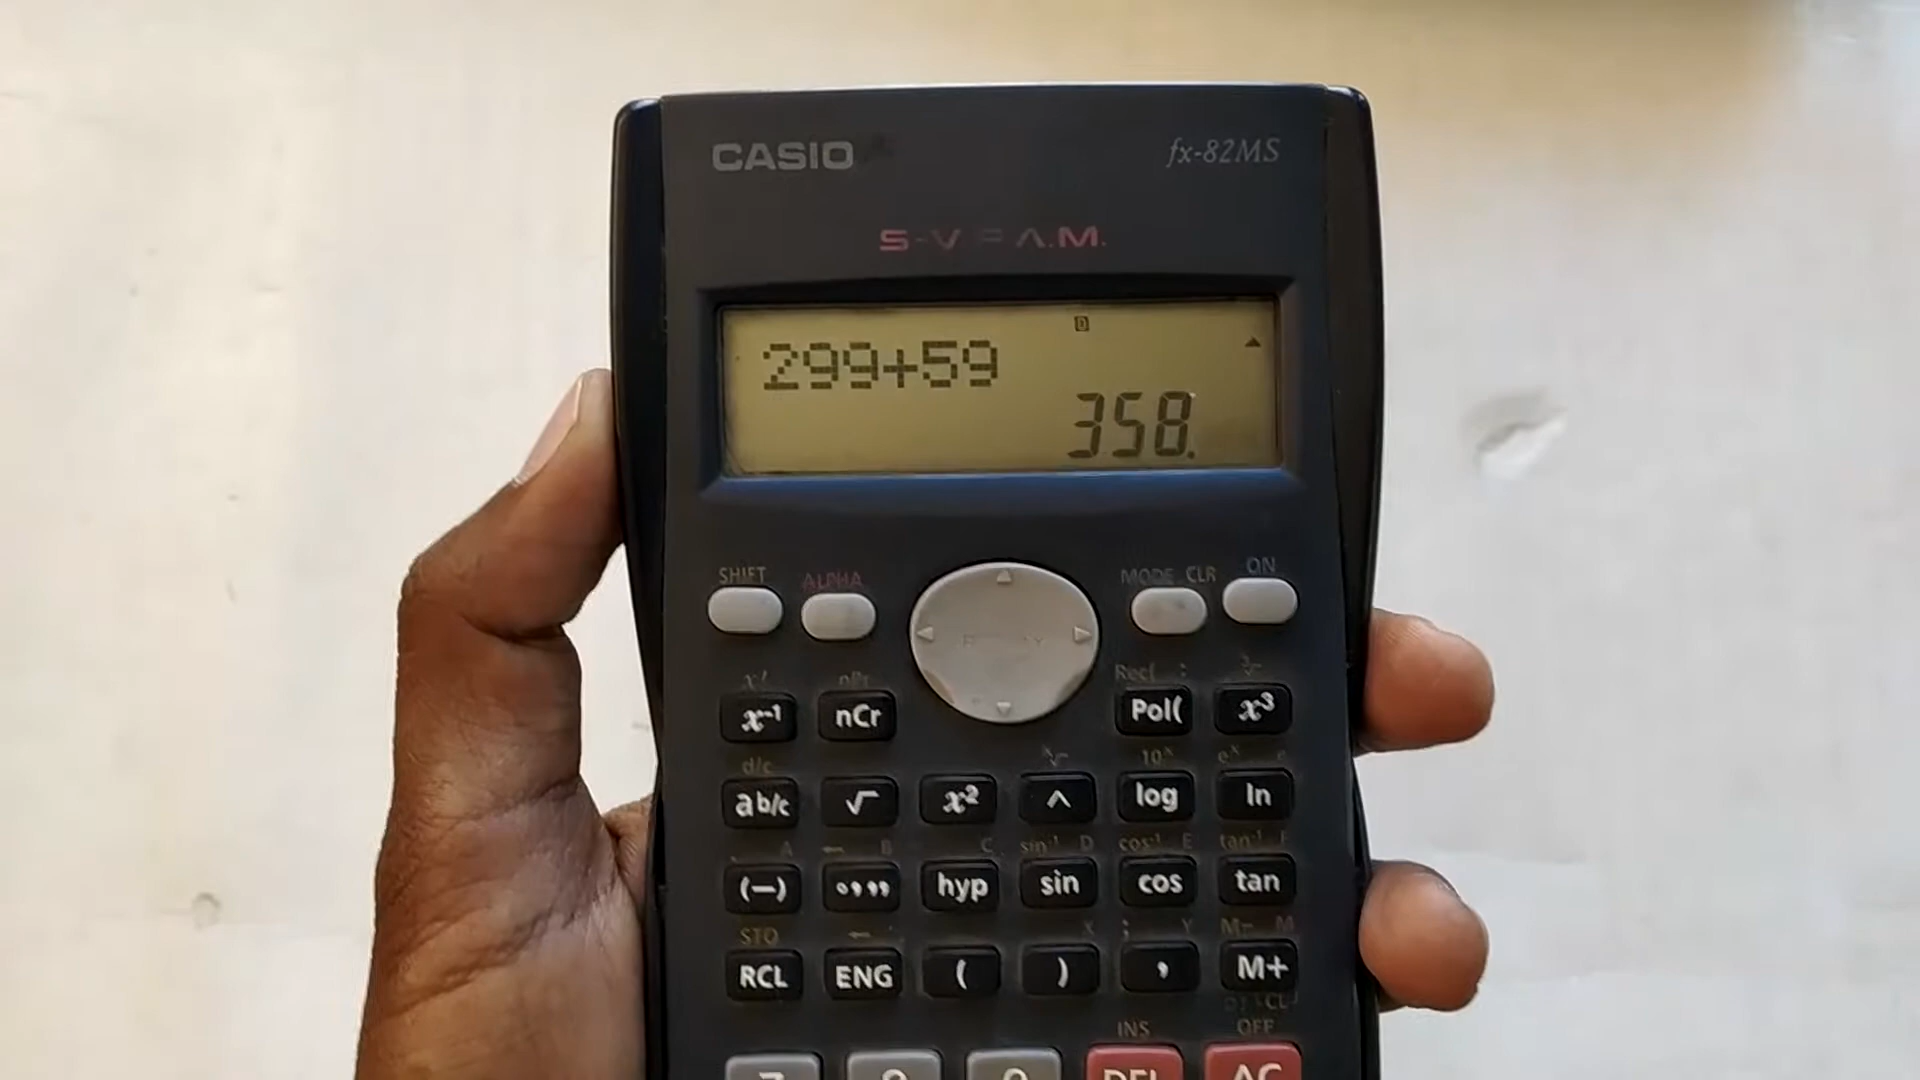 CASIO fx-82MS
S-V.P.A.M.
D
299+59
358.
SHIFT ALPHA MODE CLR ON
x! nPr Rec( : ³√
x⁻¹ nCr Pol( x³
d/c ˣ√ 10ˣ eˣ e
ab/c √ x² ^ log ln
A ← B C sin⁻¹ D cos⁻¹ E tan⁻¹ F
(−) °’” hyp sin cos tan
STO ← X ; Y M− M
RCL ENG ( ) , M+
INS OFF
DEL AC